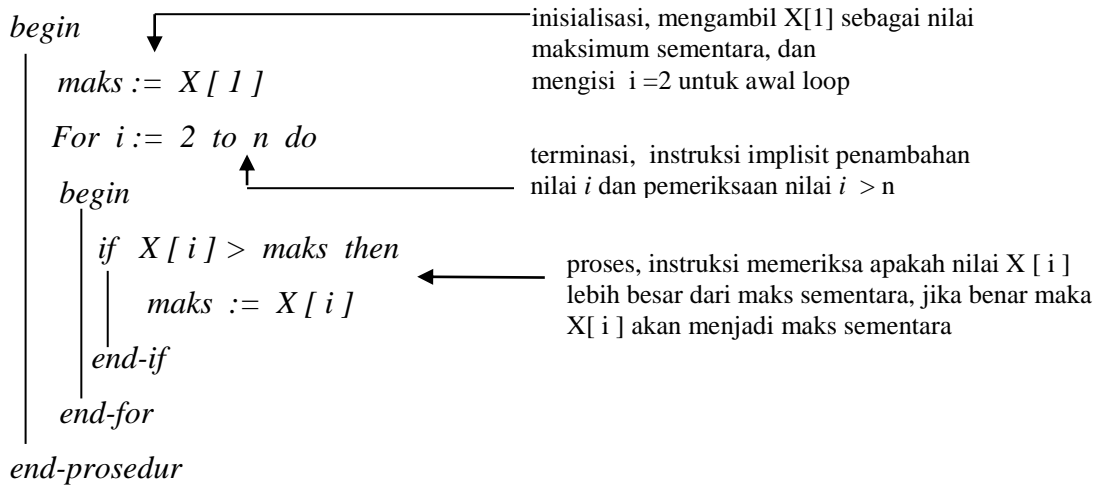 begin
maks := X [ 1 ]
For i := 2 to n do
begin
if X [ i ] > maks then
maks := X [ i ]
end-if
end-for
end-prosedur
inisialisasi, mengambil X[1] sebagai nilai
maksimum sementara, dan
mengisi i =2 untuk awal loop
terminasi, instruksi implisit penambahan
nilai i dan pemeriksaan nilai i > n
proses, instruksi memeriksa apakah nilai X [ i ]
lebih besar dari maks sementara, jika benar maka
X[ i ] akan menjadi maks sementara